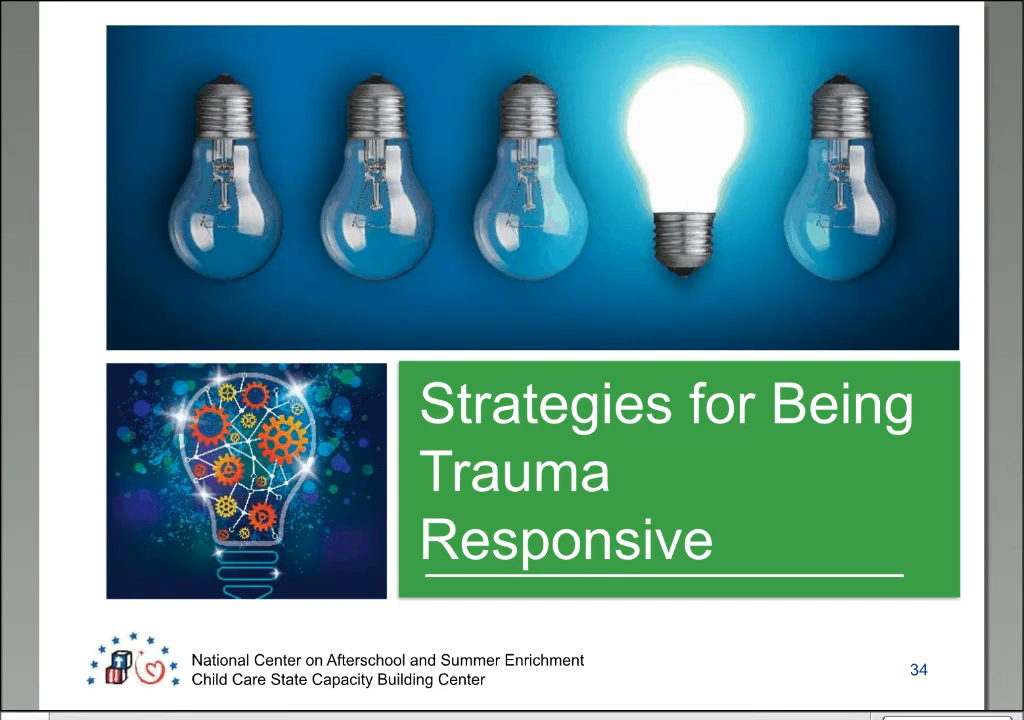 Strategies for Being
Trauma
Responsive
National Center on Afterschool and Summer Enrichment
Child Care State Capacity Building Center
34